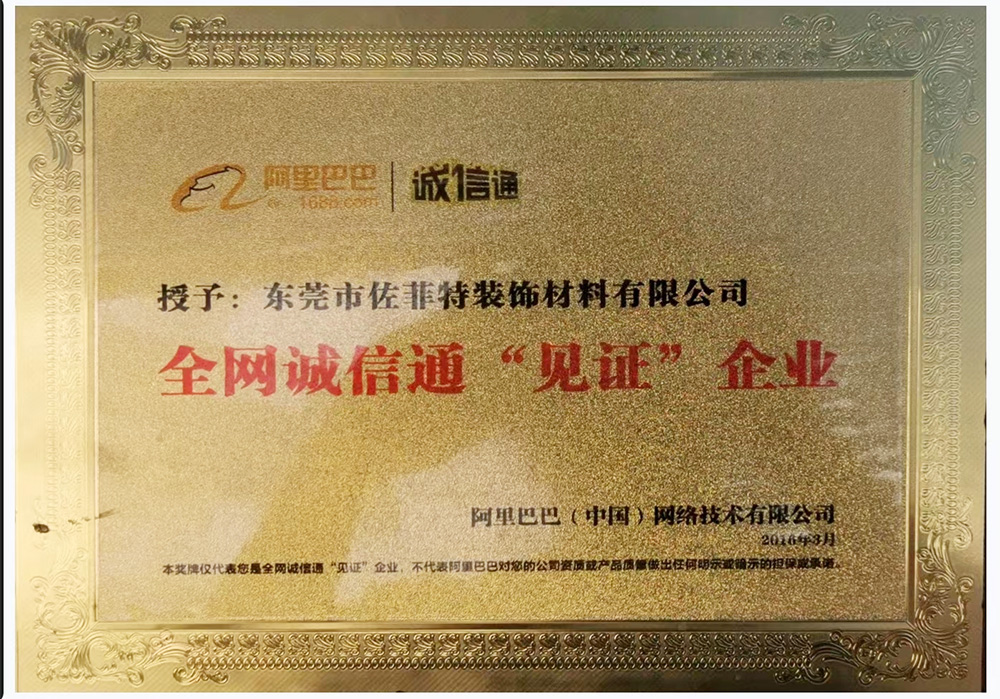 阿里巴巴 诚信通
1688.com
授予：东莞市佐菲特装饰材料有限公司
全网诚信通“见证”企业
阿里巴巴（中国）网络技术有限公司
2016年3月
本奖牌仅代表您是全网诚信通“见证”企业，不代表阿里巴巴对您的公司资质或产品质量做出任何明示或暗示的担保或承诺。